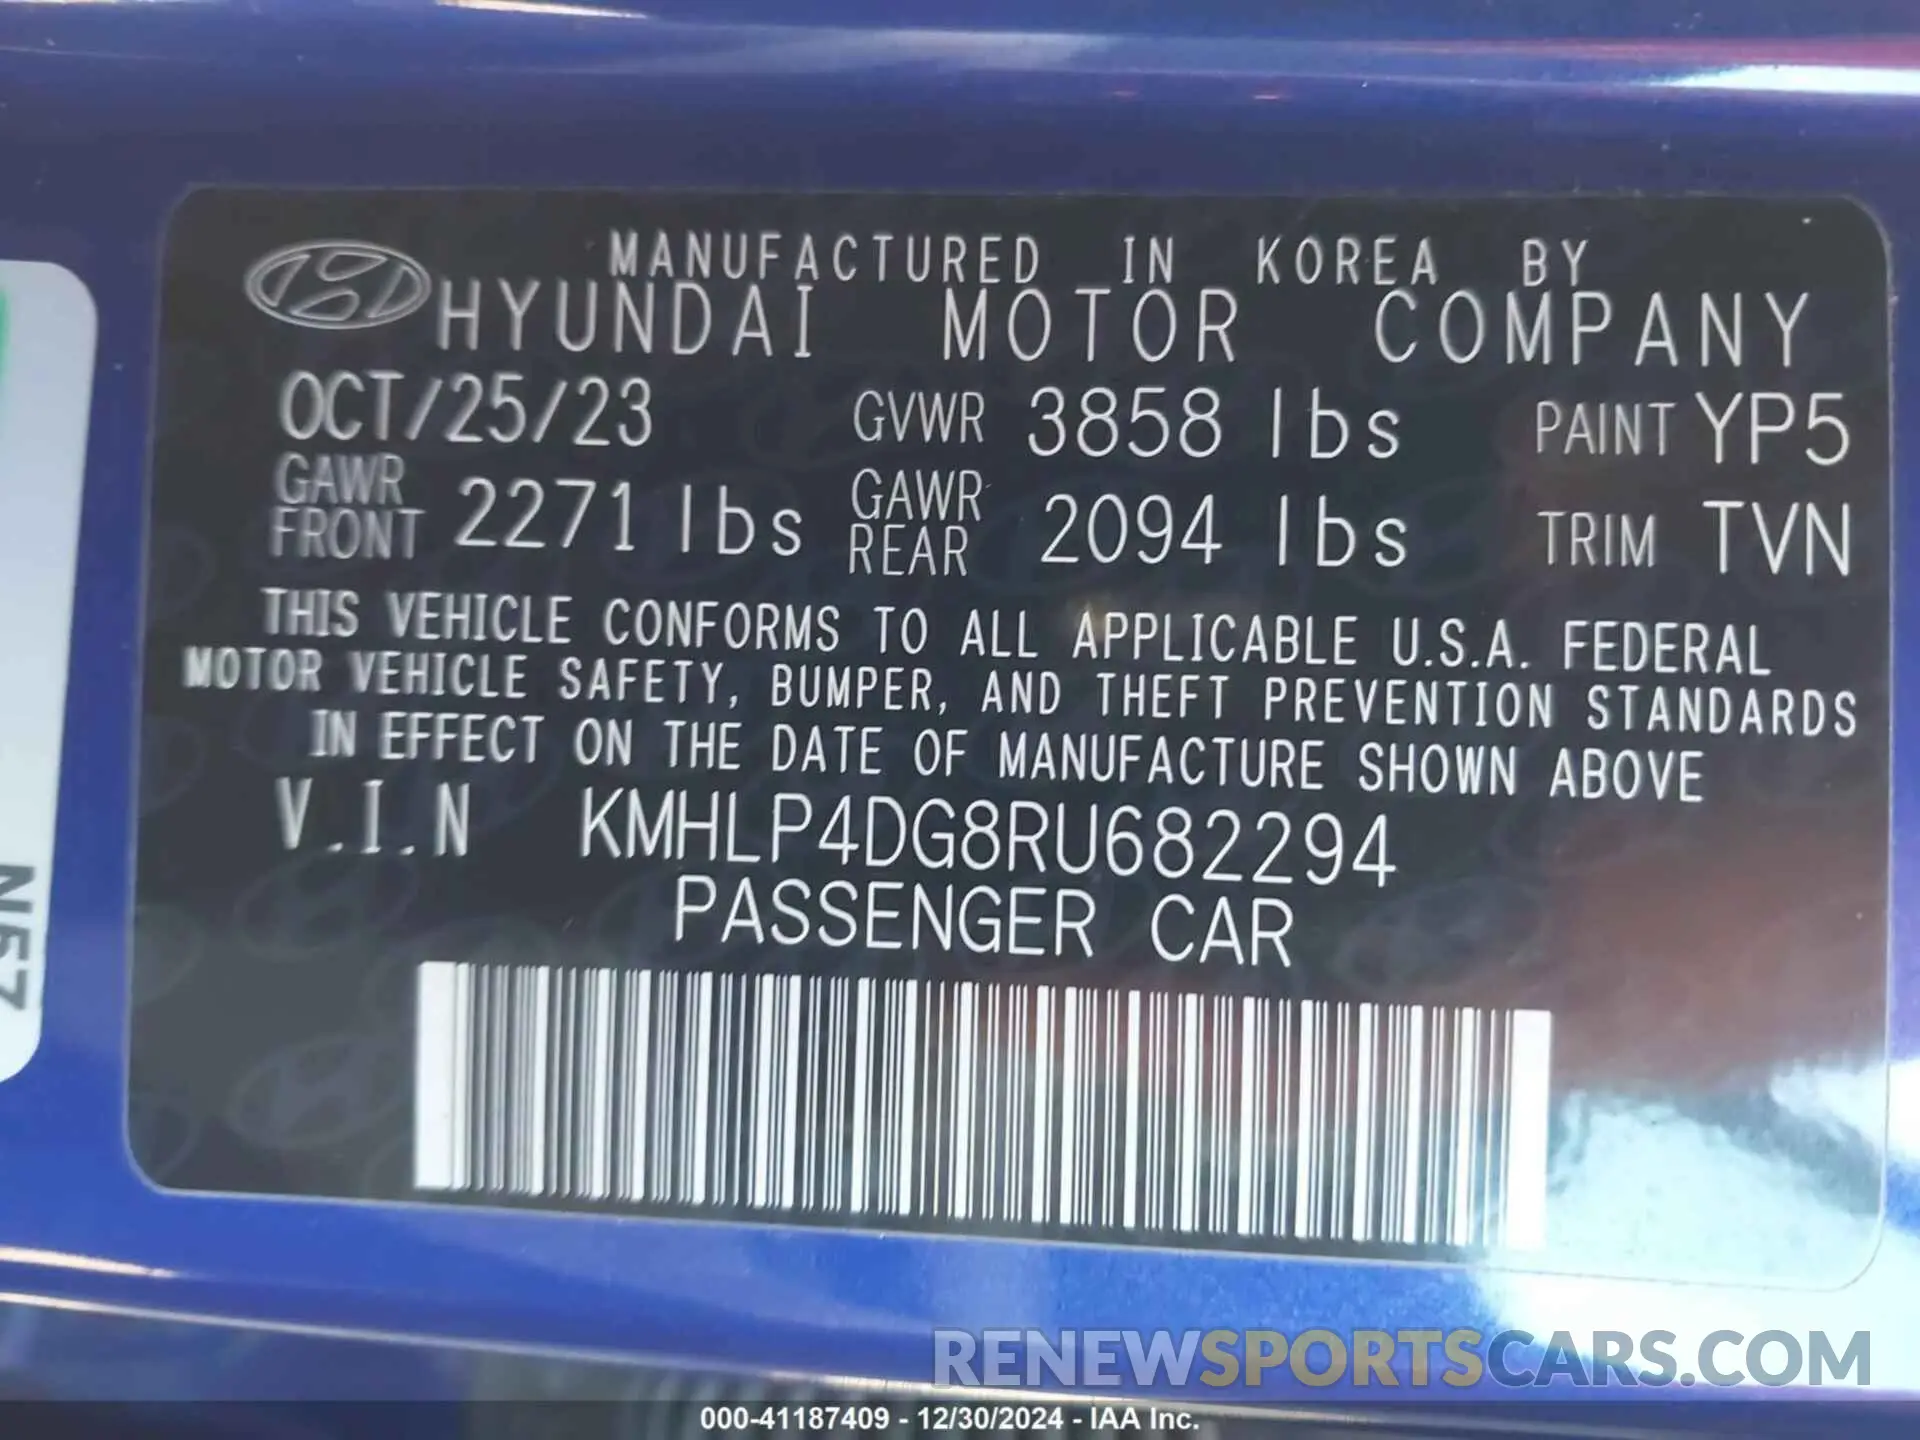 MANUFACTURED IN KOREA BY
HYUNDAI MOTOR COMPANY
OCT/25/23 GVWR 3858 lbs PAINT YP5
GAWR FRONT 2271 lbs GAWR REAR 2094 lbs TRIM TVN
THIS VEHICLE CONFORMS TO ALL APPLICABLE U.S.A. FEDERAL
MOTOR VEHICLE SAFETY, BUMPER, AND THEFT PREVENTION STANDARDS
IN EFFECT ON THE DATE OF MANUFACTURE SHOWN ABOVE
V.I.N KMHLP4DG8RU682294
PASSENGER CAR
RENEWSPORTSCARS.COM
000-41187409 - 12/30/2024 - IAA Inc.